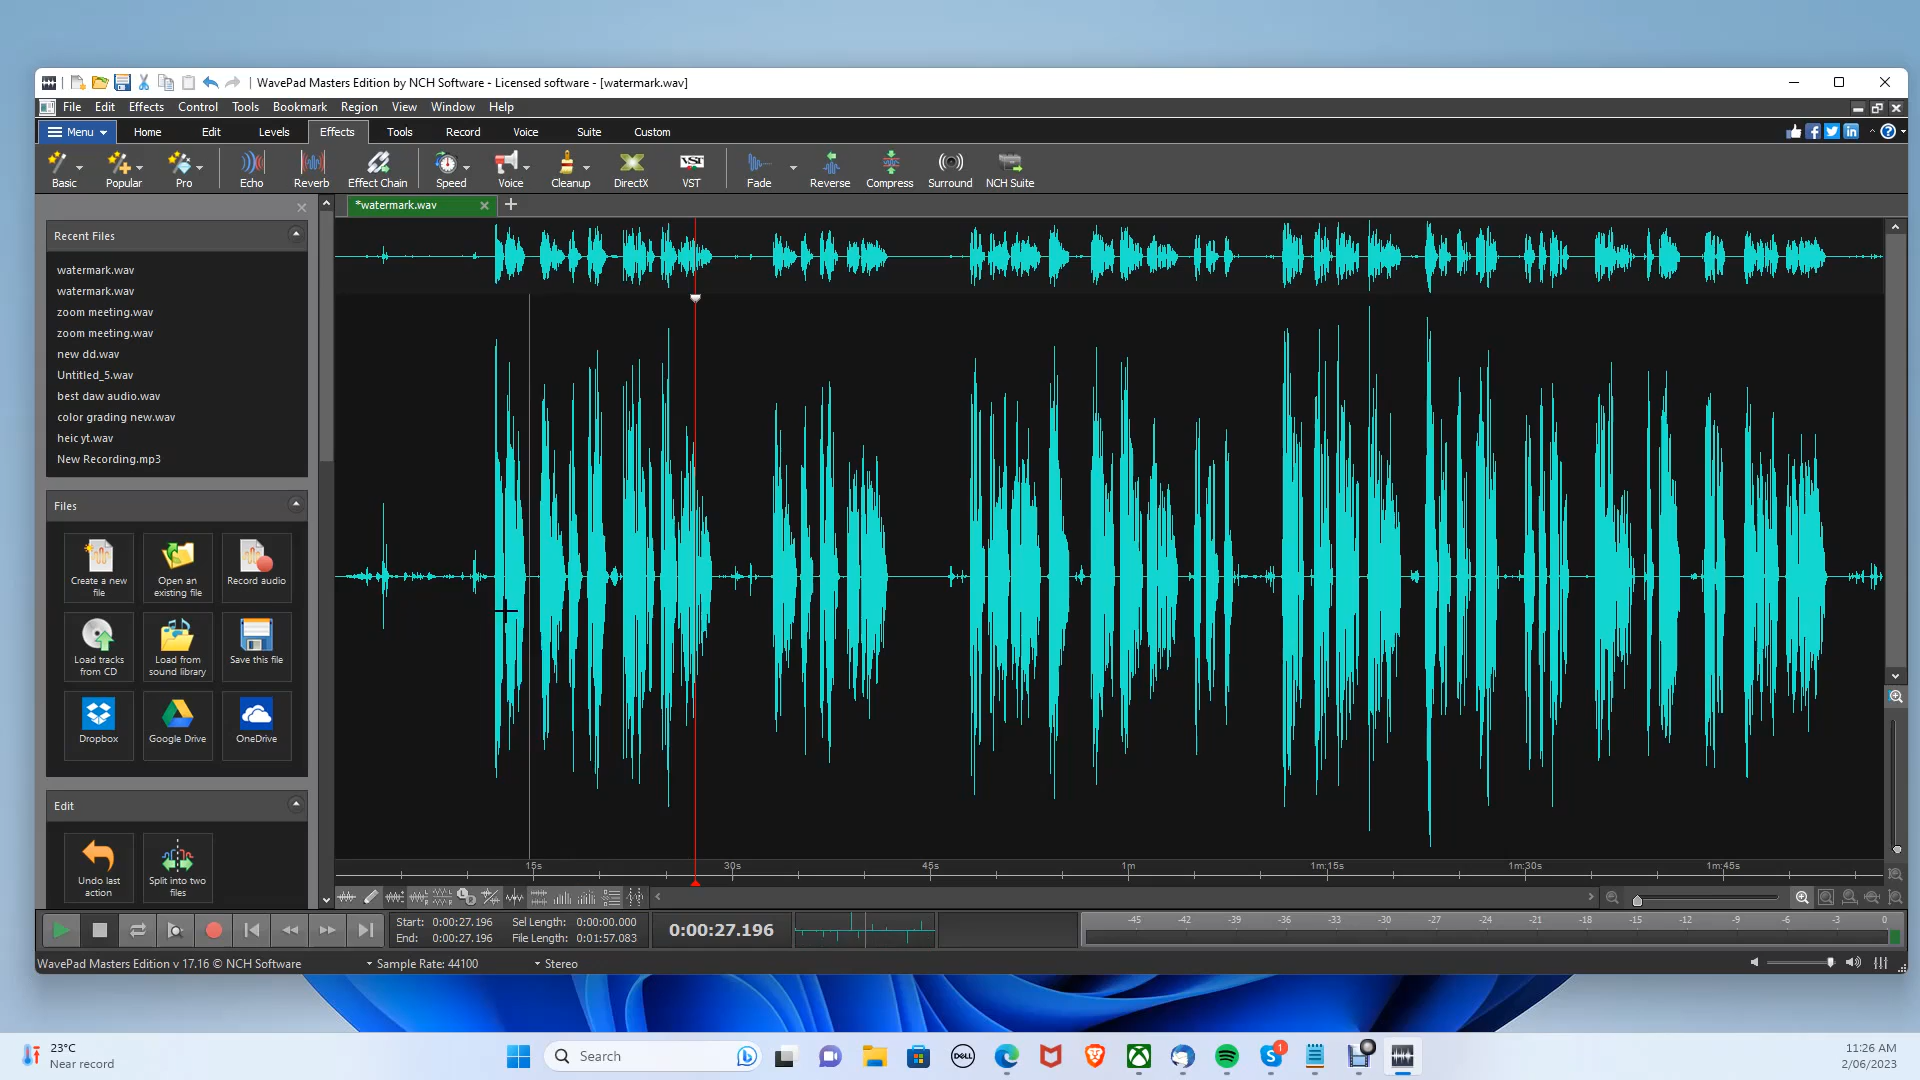 WavePad Masters Edition by NCH Software - Licensed software - [watermark.wav]
File Edit Effects Control Tools Bookmark Region View Window Help
Menu Home Edit Levels Effects Tools Record Voice Suite Custom
Basic Popular Pro Echo Reverb Effect Chain Speed Voice Cleanup DirectX VST Fade Reverse Compress Surround NCH Suite
VST
*watermark.wav
Recent Files
watermark.wav
watermark.wav
zoom meeting.wav
zoom meeting.wav
new dd.wav
Untitled_5.wav
best daw audio.wav
color grading new.wav
heic yt.wav
New Recording.mp3
Files
Create a new file
Open an existing file
Record audio
Load tracks from CD
Load from sound library
Save this file
Dropbox
Google Drive
OneDrive
Edit
Undo last action
Split into two files
15s 30s 45s 1m 1m:15s 1m:30s 1m:45s
Start: 0:00:27.196 Sel Length: 0:00:00.000
End: 0:00:27.196 File Length: 0:01:57.083
0:00:27.196
-45 -42 -39 -36 -33 -30 -27 -24 -21 -18 -15 -12 -9 -6 -3 0
WavePad Masters Edition v 17.16 © NCH Software
Sample Rate: 44100
Stereo
23°C
Near record
Search
DELL
1
11:26 AM
2/06/2023